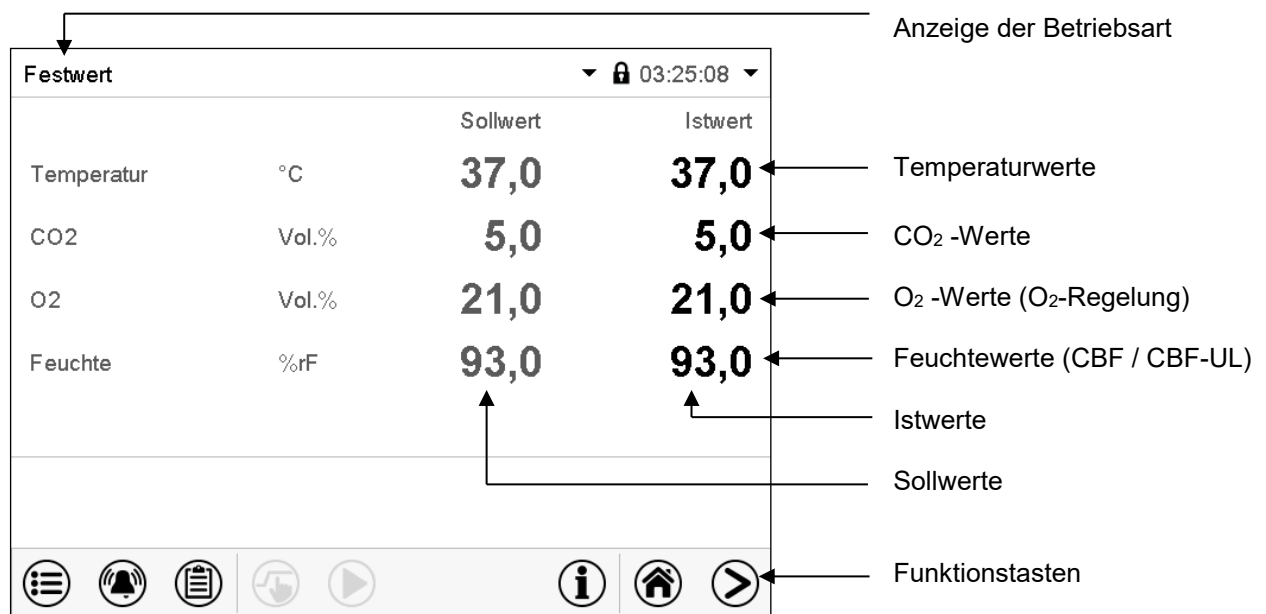 Anzeige der Betriebsart
Festwert 03:25:08
Sollwert Istwert
Temperatur °C 37,0 37,0 Temperaturwerte
CO2 Vol.% 5,0 5,0 CO₂ -Werte
O2 Vol.% 21,0 21,0 O₂ -Werte (O₂-Regelung)
Feuchte %rF 93,0 93,0 Feuchtewerte (CBF / CBF-UL)
Istwerte
Sollwerte
Funktionstasten